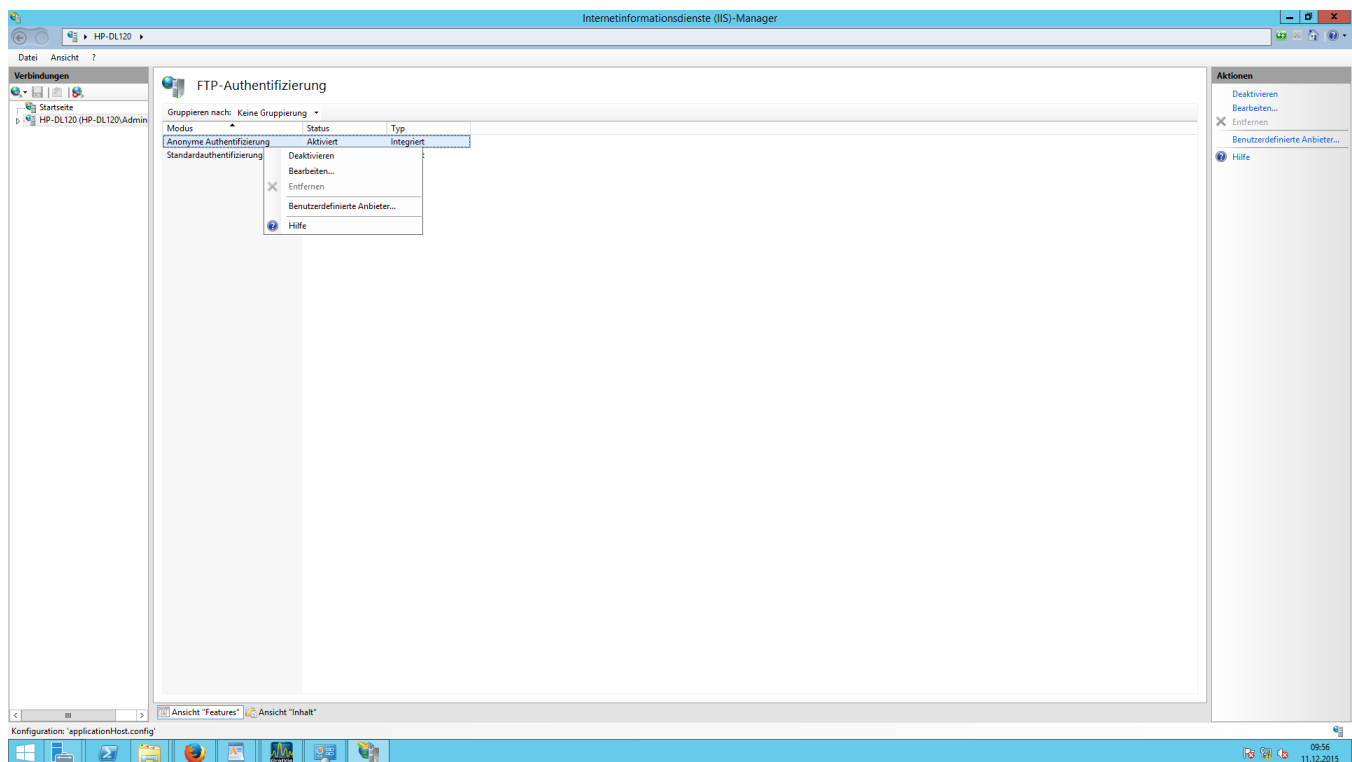 Internetinformationsdienste (IIS)-Manager
HP-DL120
Datei Ansicht ?
Verbindungen
Startseite
HP-DL120 (HP-DL120\Admin
FTP-Authentifizierung
Gruppieren nach: Keine Gruppierung
Modus Status Typ
Anonyme Authentifizierung Aktiviert Integriert
Standardauthentifizierung
Deaktivieren
Bearbeiten...
Entfernen
Benutzerdefinierte Anbieter...
Hilfe
Aktionen
Deaktivieren
Bearbeiten...
Entfernen
Benutzerdefinierte Anbieter...
Hilfe
Ansicht "Features" Ansicht "Inhalt"
Konfiguration: 'applicationHost.config'
09:56
11.12.2015